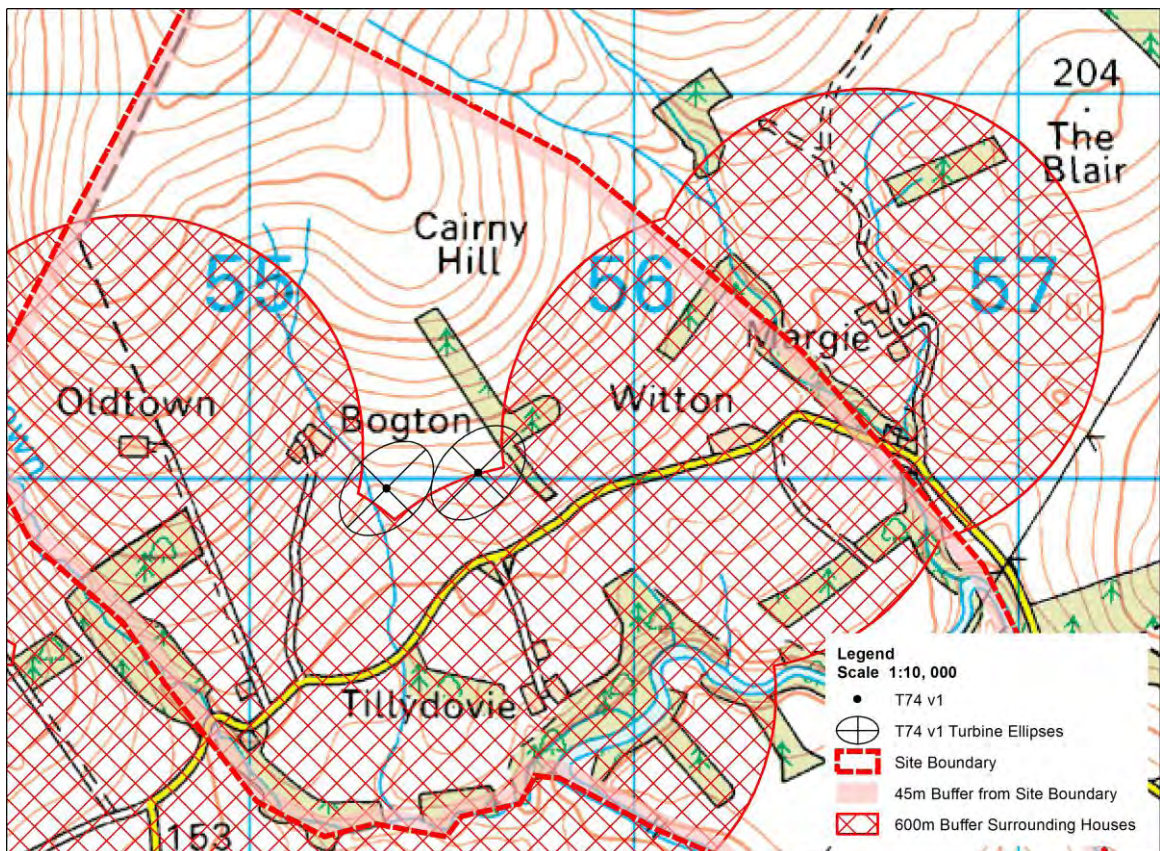 204
The
Blair
Cairny
Hill
55
56
57
Margie
Oldtown
Bogton
Witton
Tillydovie
153
Legend
Scale 1:10, 000
T74 v1
T74 v1 Turbine Ellipses
Site Boundary
45m Buffer from Site Boundary
600m Buffer Surrounding Houses